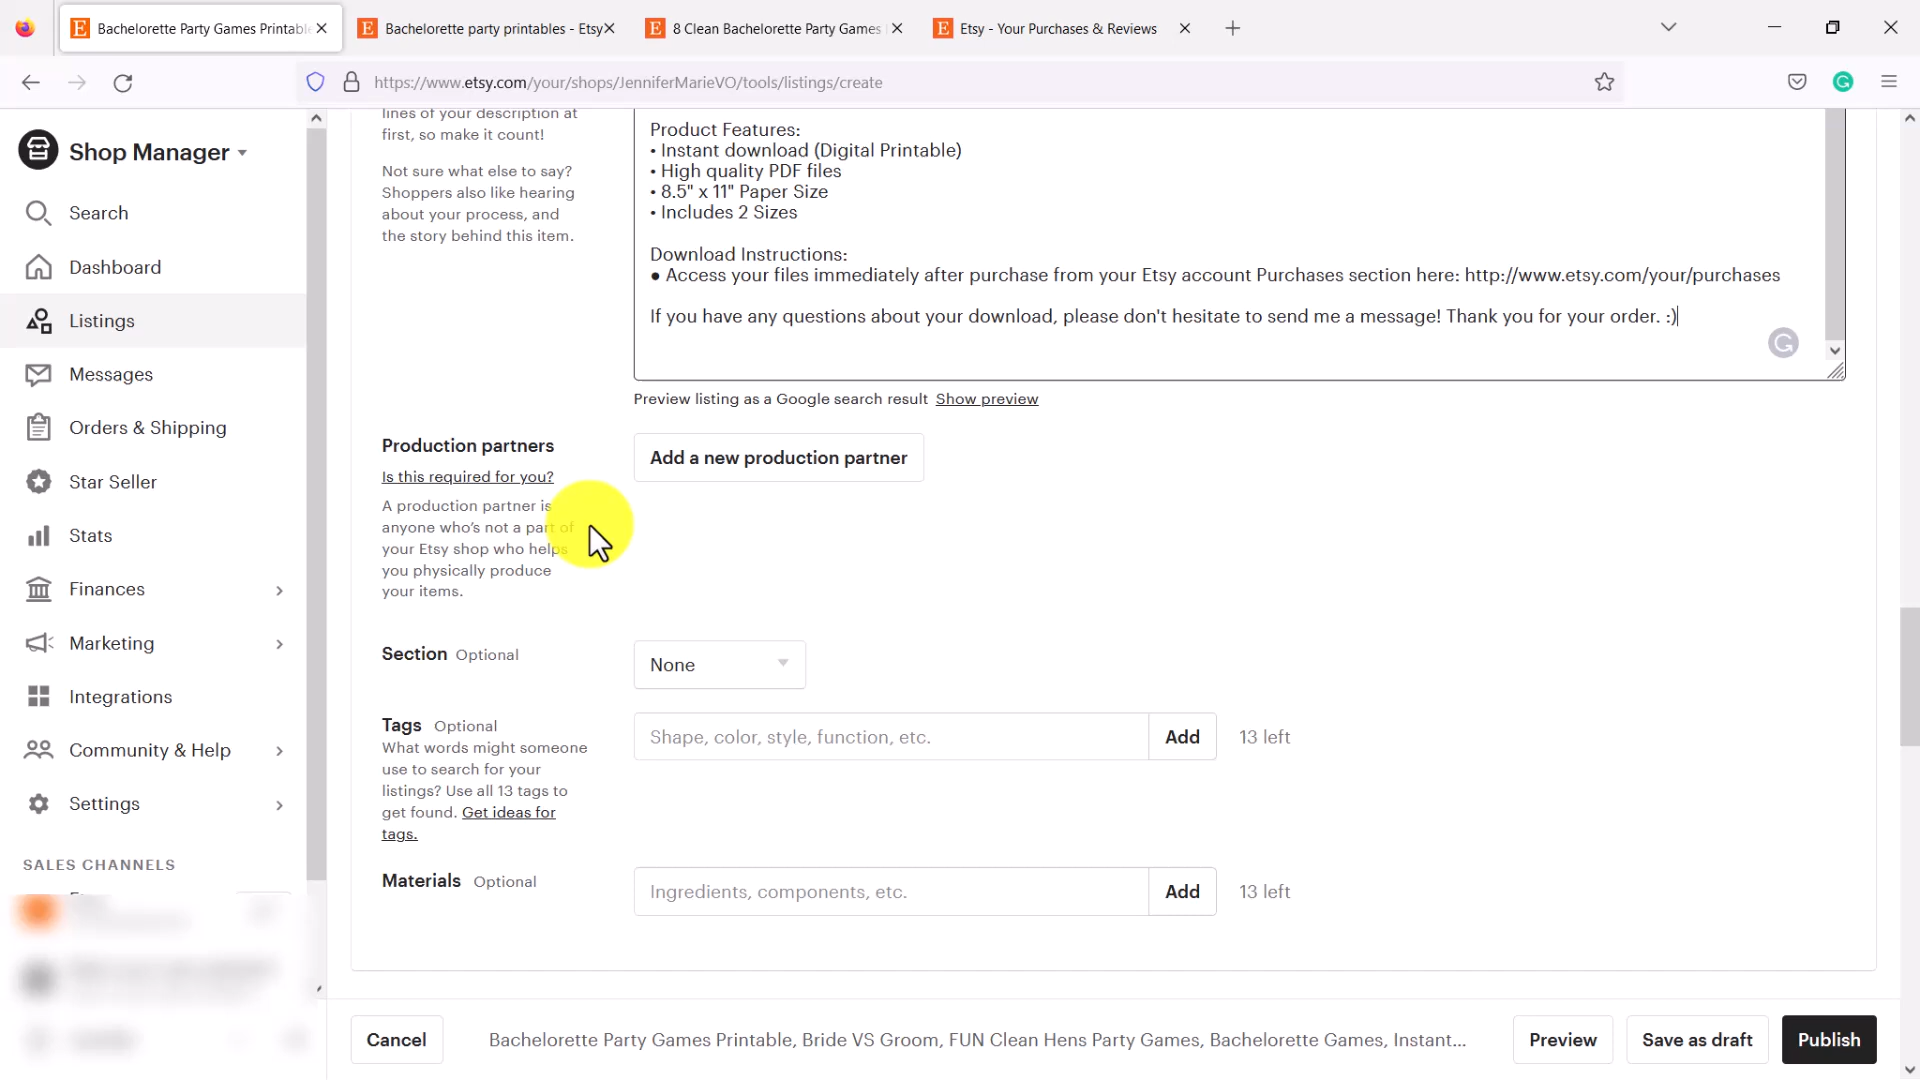 Bachelorette Party Games Printabl
Bachelorette party printables - Etsy
8 Clean Bachelorette Party Games
Etsy - Your Purchases & Reviews
https://www.etsy.com/your/shops/JenniferMarieVO/tools/listings/create
Shop Manager
Search
Dashboard
Listings
Messages
Orders & Shipping
Star Seller
Stats
Finances
Marketing
Integrations
Community & Help
Settings
SALES CHANNELS
lines of your description at
first, so make it count!
Not sure what else to say?
Shoppers also like hearing
about your process, and
the story behind this item.
Product Features:
• Instant download (Digital Printable)
• High quality PDF files
• 8.5" x 11" Paper Size
• Includes 2 Sizes
Download Instructions:
● Access your files immediately after purchase from your Etsy account Purchases section here: http://www.etsy.com/your/purchases
If you have any questions about your download, please don't hesitate to send me a message! Thank you for your order. :)
Preview listing as a Google search result Show preview
Production partners
Is this required for you?
A production partner is
anyone who's not a part of
your Etsy shop who helps
you physically produce
your items.
Add a new production partner
Section Optional
None
Tags Optional
What words might someone
use to search for your
listings? Use all 13 tags to
get found. Get ideas for
tags.
Shape, color, style, function, etc.
Add
13 left
Materials Optional
Ingredients, components, etc.
Add
13 left
Cancel
Bachelorette Party Games Printable, Bride VS Groom, FUN Clean Hens Party Games, Bachelorette Games, Instant...
Preview
Save as draft
Publish